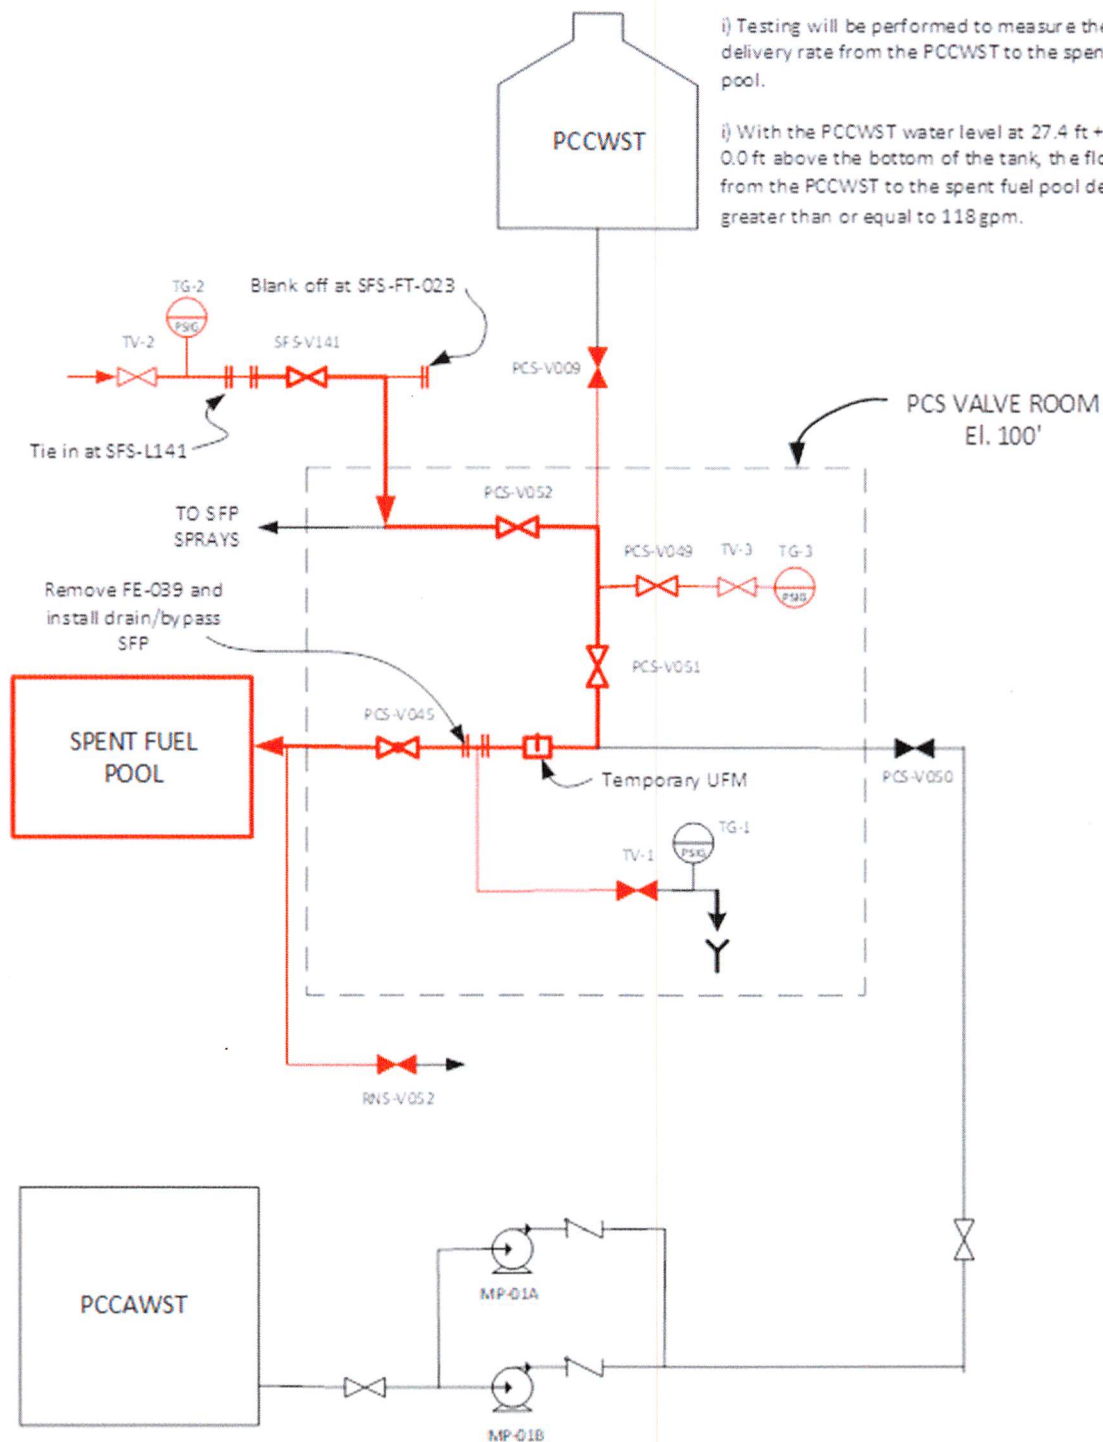 i) Testing will be performed to measure the
delivery rate from the PCCWST to the spen
pool.
i) With the PCCWST water level at 27.4 ft +
0.0 ft above the bottom of the tank, the flo
from the PCCWST to the spent fuel pool de
greater than or equal to 118 gpm.
PCCWST
TG-2
Blank off at SFS-FT-023
PSIG
TV-2
SFS-V141
PCS-V009
PCS VALVE ROOM
El. 100'
Tie in at SFS-L141
PCS-V052
TO SFP
SPRAYS
PCS-V049
TV-3
TG-3
PSIG
Remove FE-039 and
install drain/bypass
SFP
PCS-V051
SPENT FUEL
POOL
PCS-V045
Temporary UFM
PCS-V050
TG-1
PSIG
TV-1
RNS-V052
PCCAWST
MP-01A
MP-01B